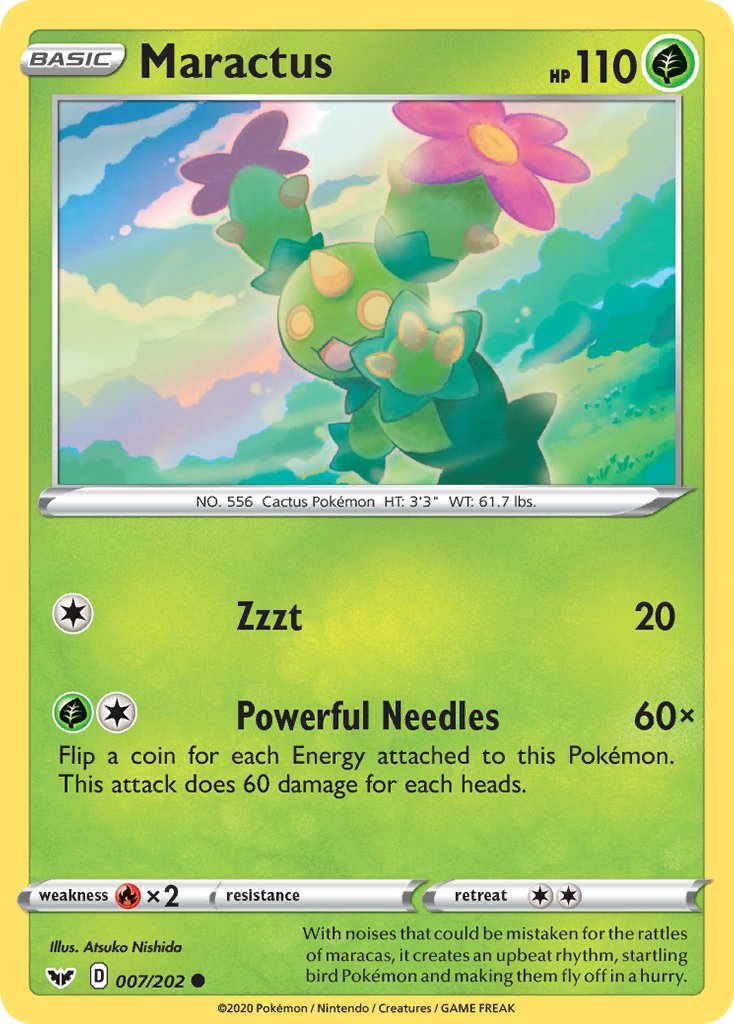 BASIC Maractus HP 110
NO. 556 Cactus Pokémon HT: 3'3" WT: 61.7 lbs.
Zzzt 20
Powerful Needles 60×
Flip a coin for each Energy attached to this Pokémon.
This attack does 60 damage for each heads.
weakness ×2 resistance retreat
Illus. Atsuko Nishida
D 007/202
With noises that could be mistaken for the rattles
of maracas, it creates an upbeat rhythm, startling
bird Pokémon and making them fly off in a hurry.
©2020 Pokémon / Nintendo / Creatures / GAME FREAK